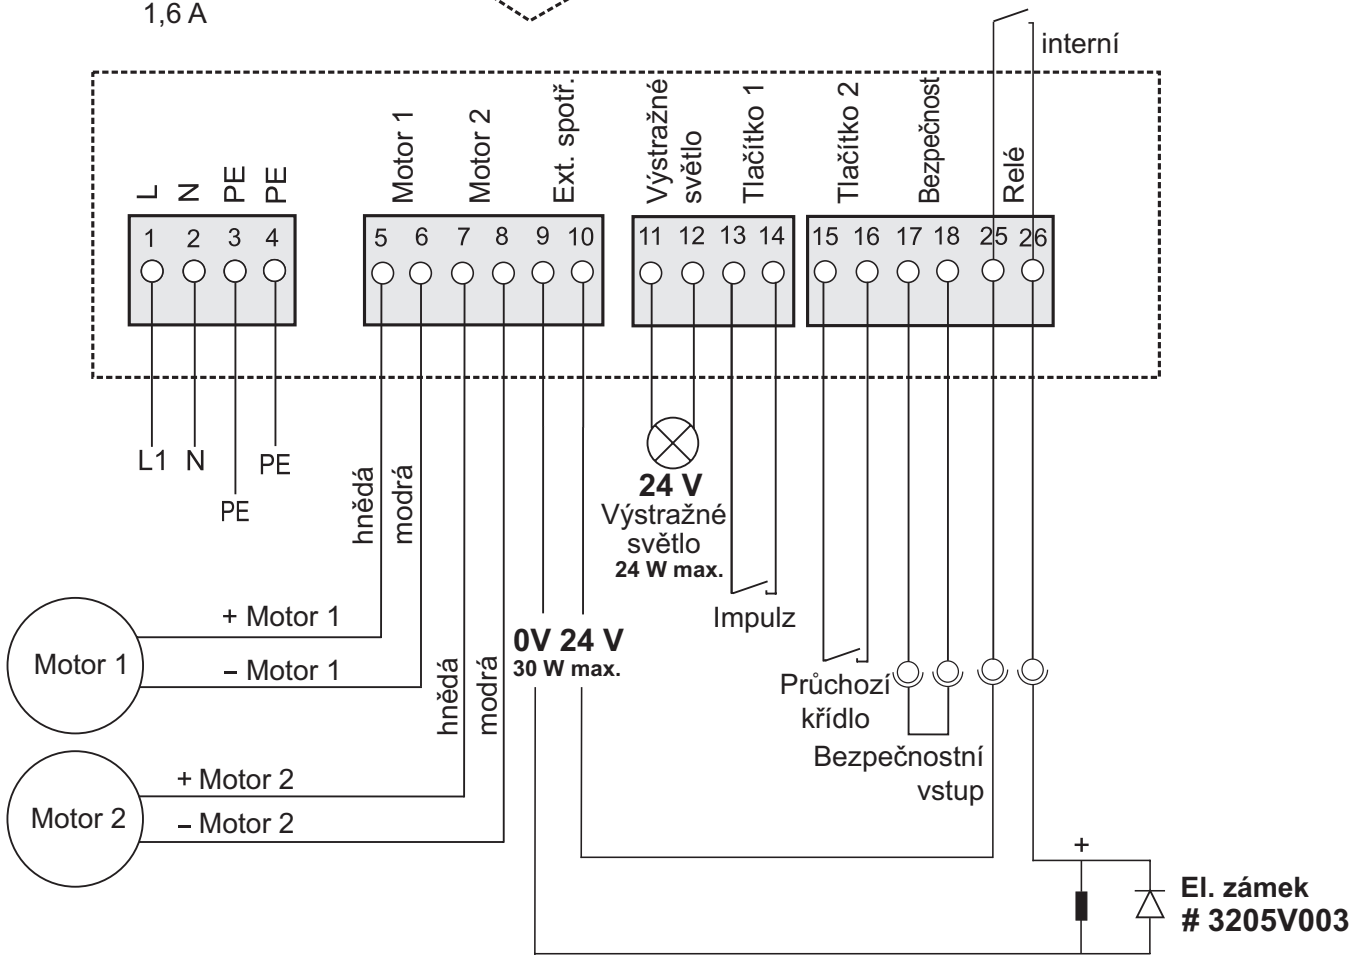 1,6 A
interní
L
N
PE
PE
Motor 1
Motor 2
Ext. spotř.
Výstražné
světlo
Tlačítko 1
Tlačítko 2
Bezpečnost
Relé
1 2 3 4
5 6 7 8 9 10
11 12 13 14
15 16 17 18 25 26
L1 N
PE
PE
hnědá
modrá
24 V
Výstražné
světlo
24 W max.
Impulz
+ Motor 1
Motor 1
– Motor 1
0V 24 V
30 W max.
hnědá
modrá
Průchozí
křídlo
Bezpečnostní
vstup
+ Motor 2
Motor 2
– Motor 2
+
El. zámek
# 3205V003